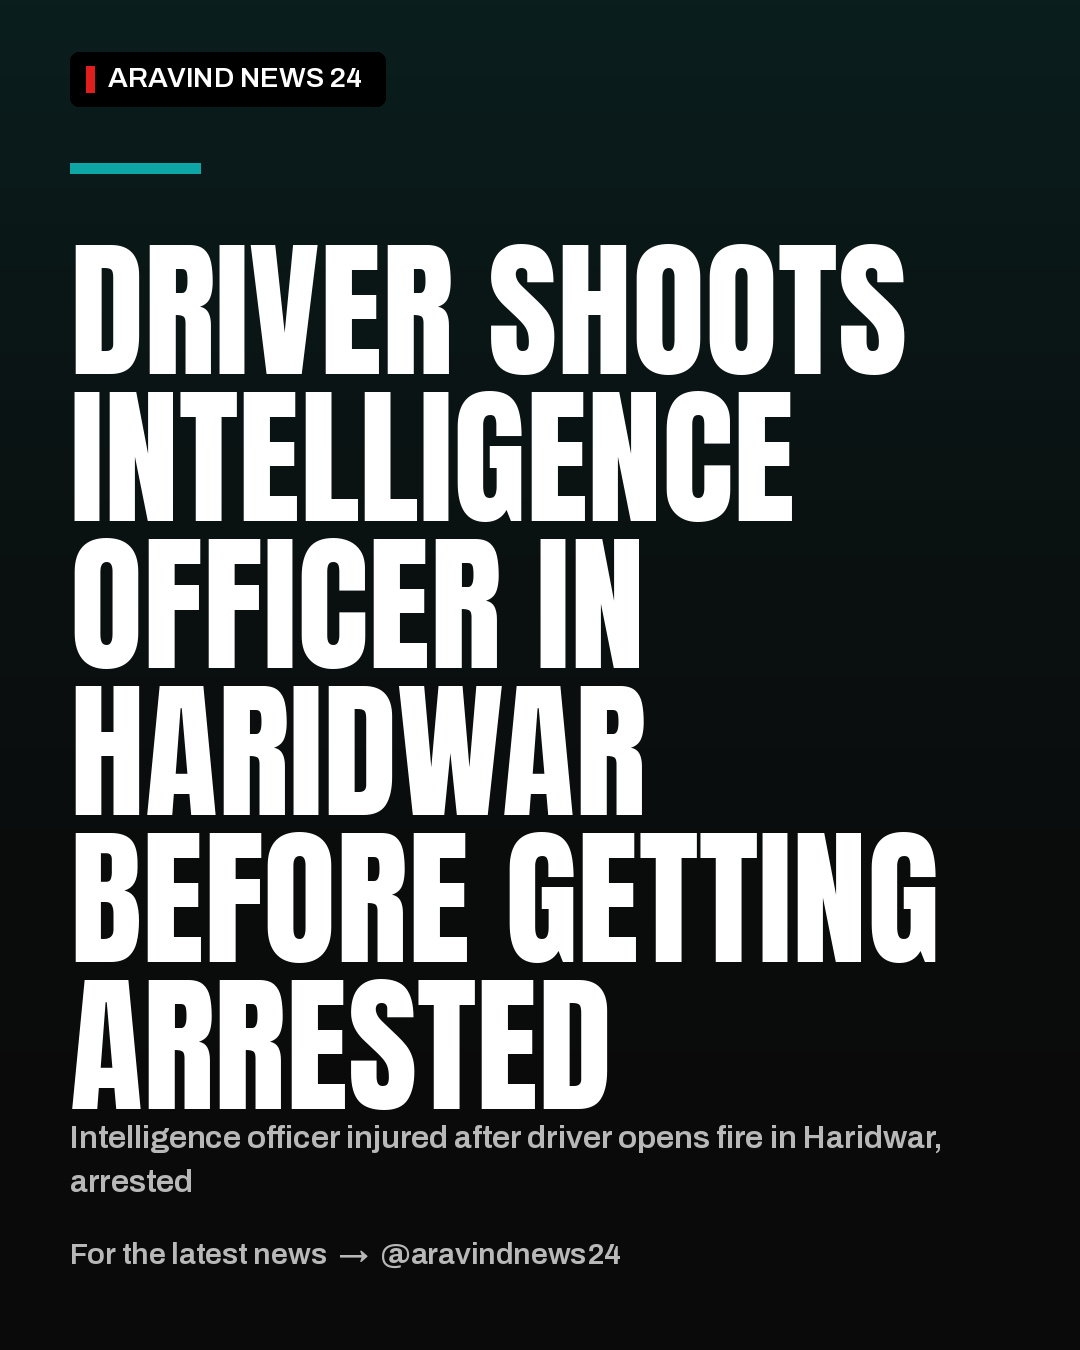 ARAVIND NEWS 24
DRIVER SHOOTS
INTELLIGENCE
OFFICER IN
HARIDWAR
BEFORE GETTING
ARRESTED
Intelligence officer injured after driver opens fire in Haridwar,
arrested
For the latest news → @aravindnews24